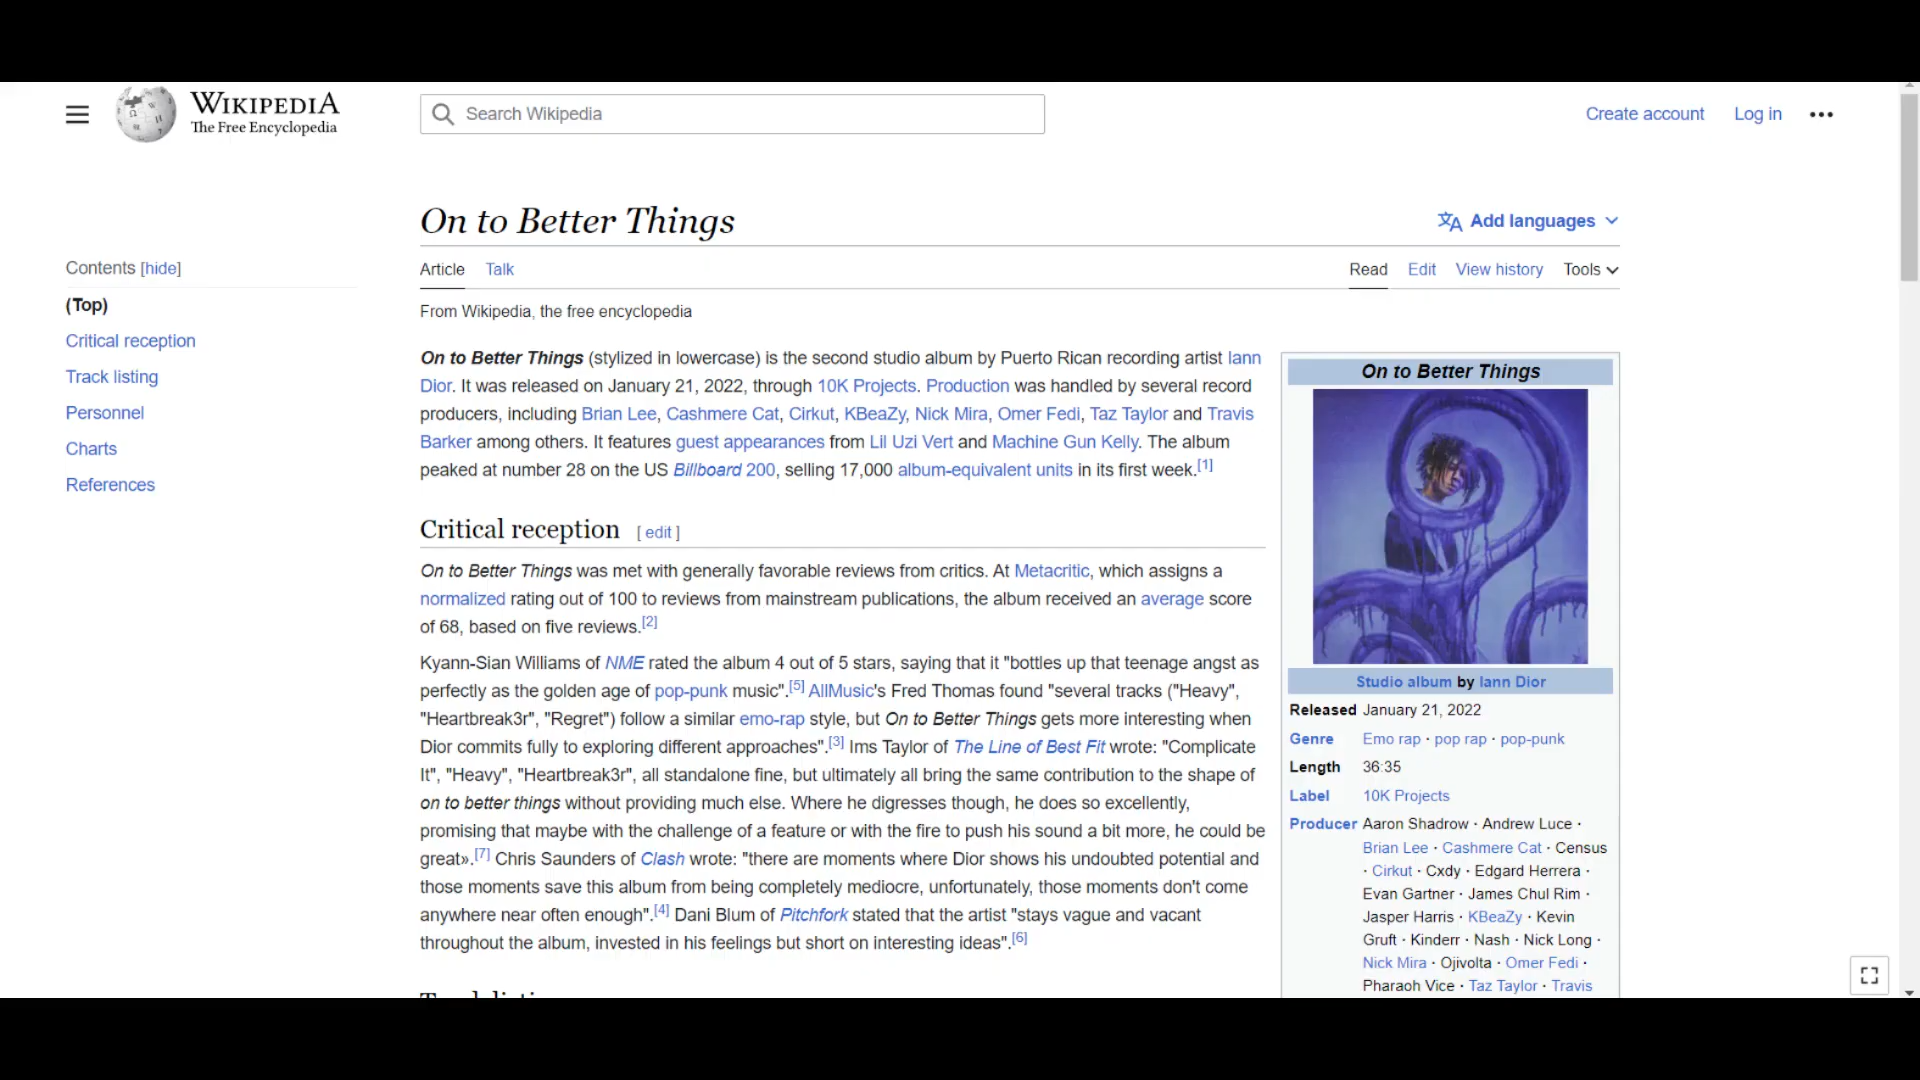 WIKIPEDIA
The Free Encyclopedia
Search Wikipedia
Create account
Log in
On to Better Things
Add languages
Contents [hide]
(Top)
Critical reception
Track listing
Personnel
Charts
References
Article
Talk
Read
Edit
View history
Tools
From Wikipedia, the free encyclopedia
On to Better Things (stylized in lowercase) is the second studio album by Puerto Rican recording artist Iann
Dior. It was released on January 21, 2022, through 10K Projects. Production was handled by several record
producers, including Brian Lee, Cashmere Cat, Cirkut, KBeaZy, Nick Mira, Omer Fedi, Taz Taylor and Travis
Barker among others. It features guest appearances from Lil Uzi Vert and Machine Gun Kelly. The album
peaked at number 28 on the US Billboard 200, selling 17,000 album-equivalent units in its first week.[1]
Critical reception [ edit ]
On to Better Things was met with generally favorable reviews from critics. At Metacritic, which assigns a
normalized rating out of 100 to reviews from mainstream publications, the album received an average score
of 68, based on five reviews.[2]
Kyann-Sian Williams of NME rated the album 4 out of 5 stars, saying that it "bottles up that teenage angst as
perfectly as the golden age of pop-punk music".[5] AllMusic's Fred Thomas found "several tracks ("Heavy",
"Heartbreak3r", "Regret") follow a similar emo-rap style, but On to Better Things gets more interesting when
Dior commits fully to exploring different approaches".[3] Ims Taylor of The Line of Best Fit wrote: "Complicate
It", "Heavy", "Heartbreak3r", all standalone fine, but ultimately all bring the same contribution to the shape of
on to better things without providing much else. Where he digresses though, he does so excellently,
promising that maybe with the challenge of a feature or with the fire to push his sound a bit more, he could be
great».[7] Chris Saunders of Clash wrote: "there are moments where Dior shows his undoubted potential and
those moments save this album from being completely mediocre, unfortunately, those moments don't come
anywhere near often enough".[4] Dani Blum of Pitchfork stated that the artist "stays vague and vacant
throughout the album, invested in his feelings but short on interesting ideas".[6]
On to Better Things
Studio album by Iann Dior
Released January 21, 2022
Genre Emo rap · pop rap · pop-punk
Length 36:35
Label 10K Projects
Producer Aaron Shadrow · Andrew Luce ·
Brian Lee · Cashmere Cat · Census
· Cirkut · Cxdy · Edgard Herrera ·
Evan Gartner · James Chul Rim ·
Jasper Harris · KBeaZy · Kevin
Gruft · Kinderr · Nash · Nick Long ·
Nick Mira · Ojivolta · Omer Fedi ·
Pharaoh Vice · Taz Taylor · Travis